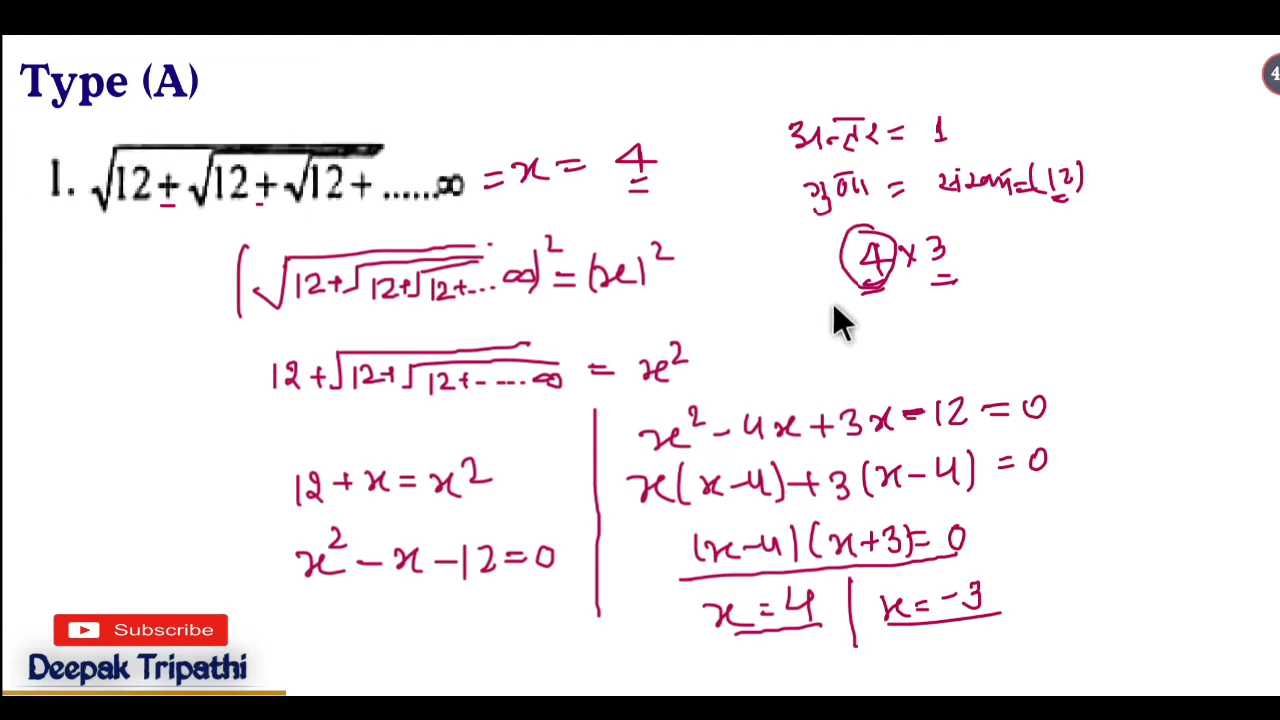 Type (A)
1. √12 + √12 + √12 + ......∞ = x = 4
(√12+√12+√12+... ∞)² = (x)²
12 + √12+√12+-....∞ = x²
12 + x = x²
x² - x - 12 = 0
अन्तर = 1
गुणा = संख्या = (12)
4 × 3
x² - 4x + 3x - 12 = 0
x(x-4)+3(x-4) = 0
(x-4)(x+3) = 0
x = 4 | x = -3
Subscribe
Deepak Tripathi
4